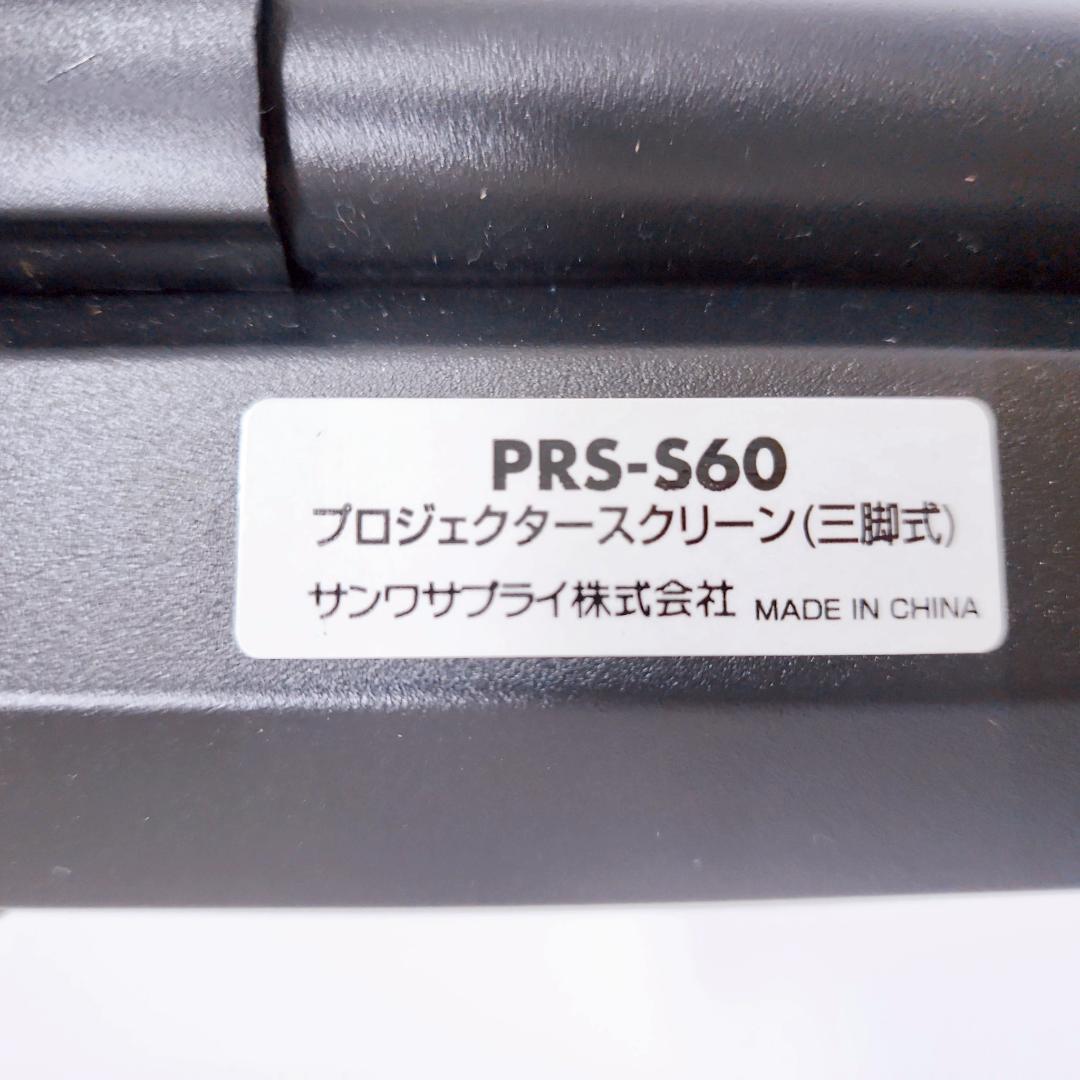 PRS-S60
プロジェクタースクリーン(三脚式)
サンワサプライ株式会社 MADE IN CHINA